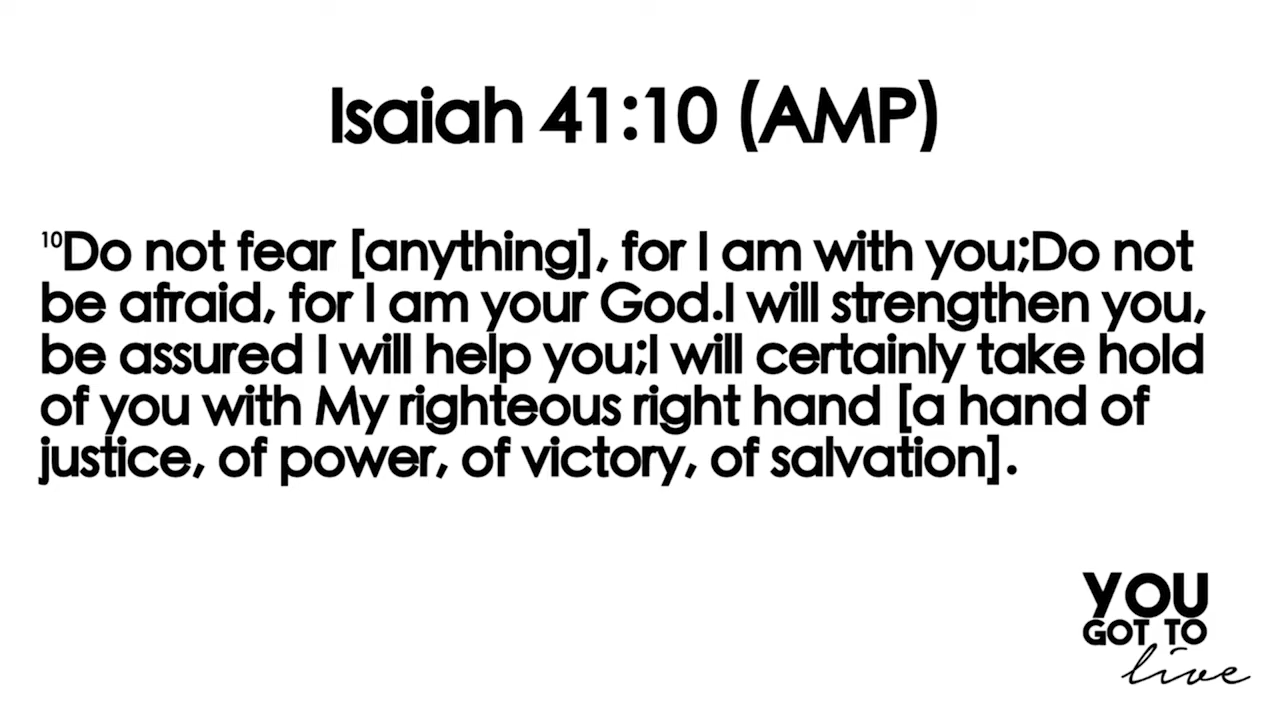 Isaiah 41:10 (AMP)
10Do not fear [anything], for I am with you;Do not
be afraid, for I am your God.I will strengthen you,
be assured I will help you;I will certainly take hold
of you with My righteous right hand [a hand of
justice, of power, of victory, of salvation].
YOU
GOT TO
live